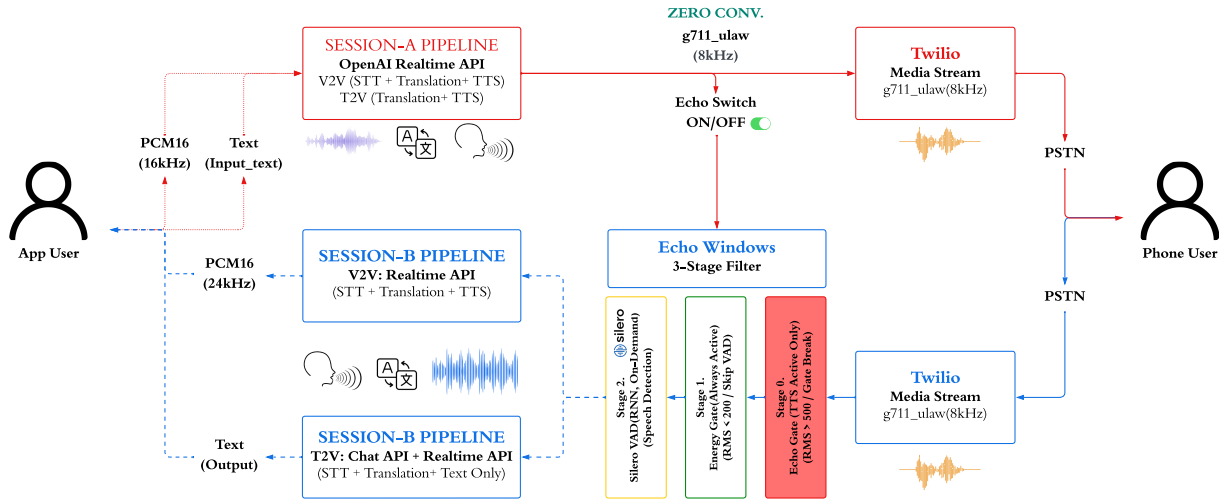 ZERO CONV.
g711_ulaw
(8kHz)
SESSION-A PIPELINE
OpenAI Realtime API
V2V (STT + Translation+ TTS)
T2V (Translation+ TTS)
Twilio
Media Stream
g711_ulaw(8kHz)
Echo Switch
ON/OFF
PCM16
(16kHz)
Text
(Input_text)
A
文
PSTN
App User
Phone User
SESSION-B PIPELINE
V2V: Realtime API
(STT + Translation + TTS)
Echo Windows
3-Stage Filter
PCM16
(24kHz)
PSTN
silero
Stage 2.
Silero VAD(RNN, On-Demand)
(Speech Detection)
Stage 1.
Energy Gate(Always Active)
(RMS < 200 / Skip VAD)
Stage 0.
Echo Gate (TTS Active Only)
(RMS > 500 / Gate Break)
Twilio
Media Stream
g711_ulaw(8kHz)
A
文
Text
(Output)
SESSION-B PIPELINE
T2V: Chat API + Realtime API
(STT + Translation+ Text Only)